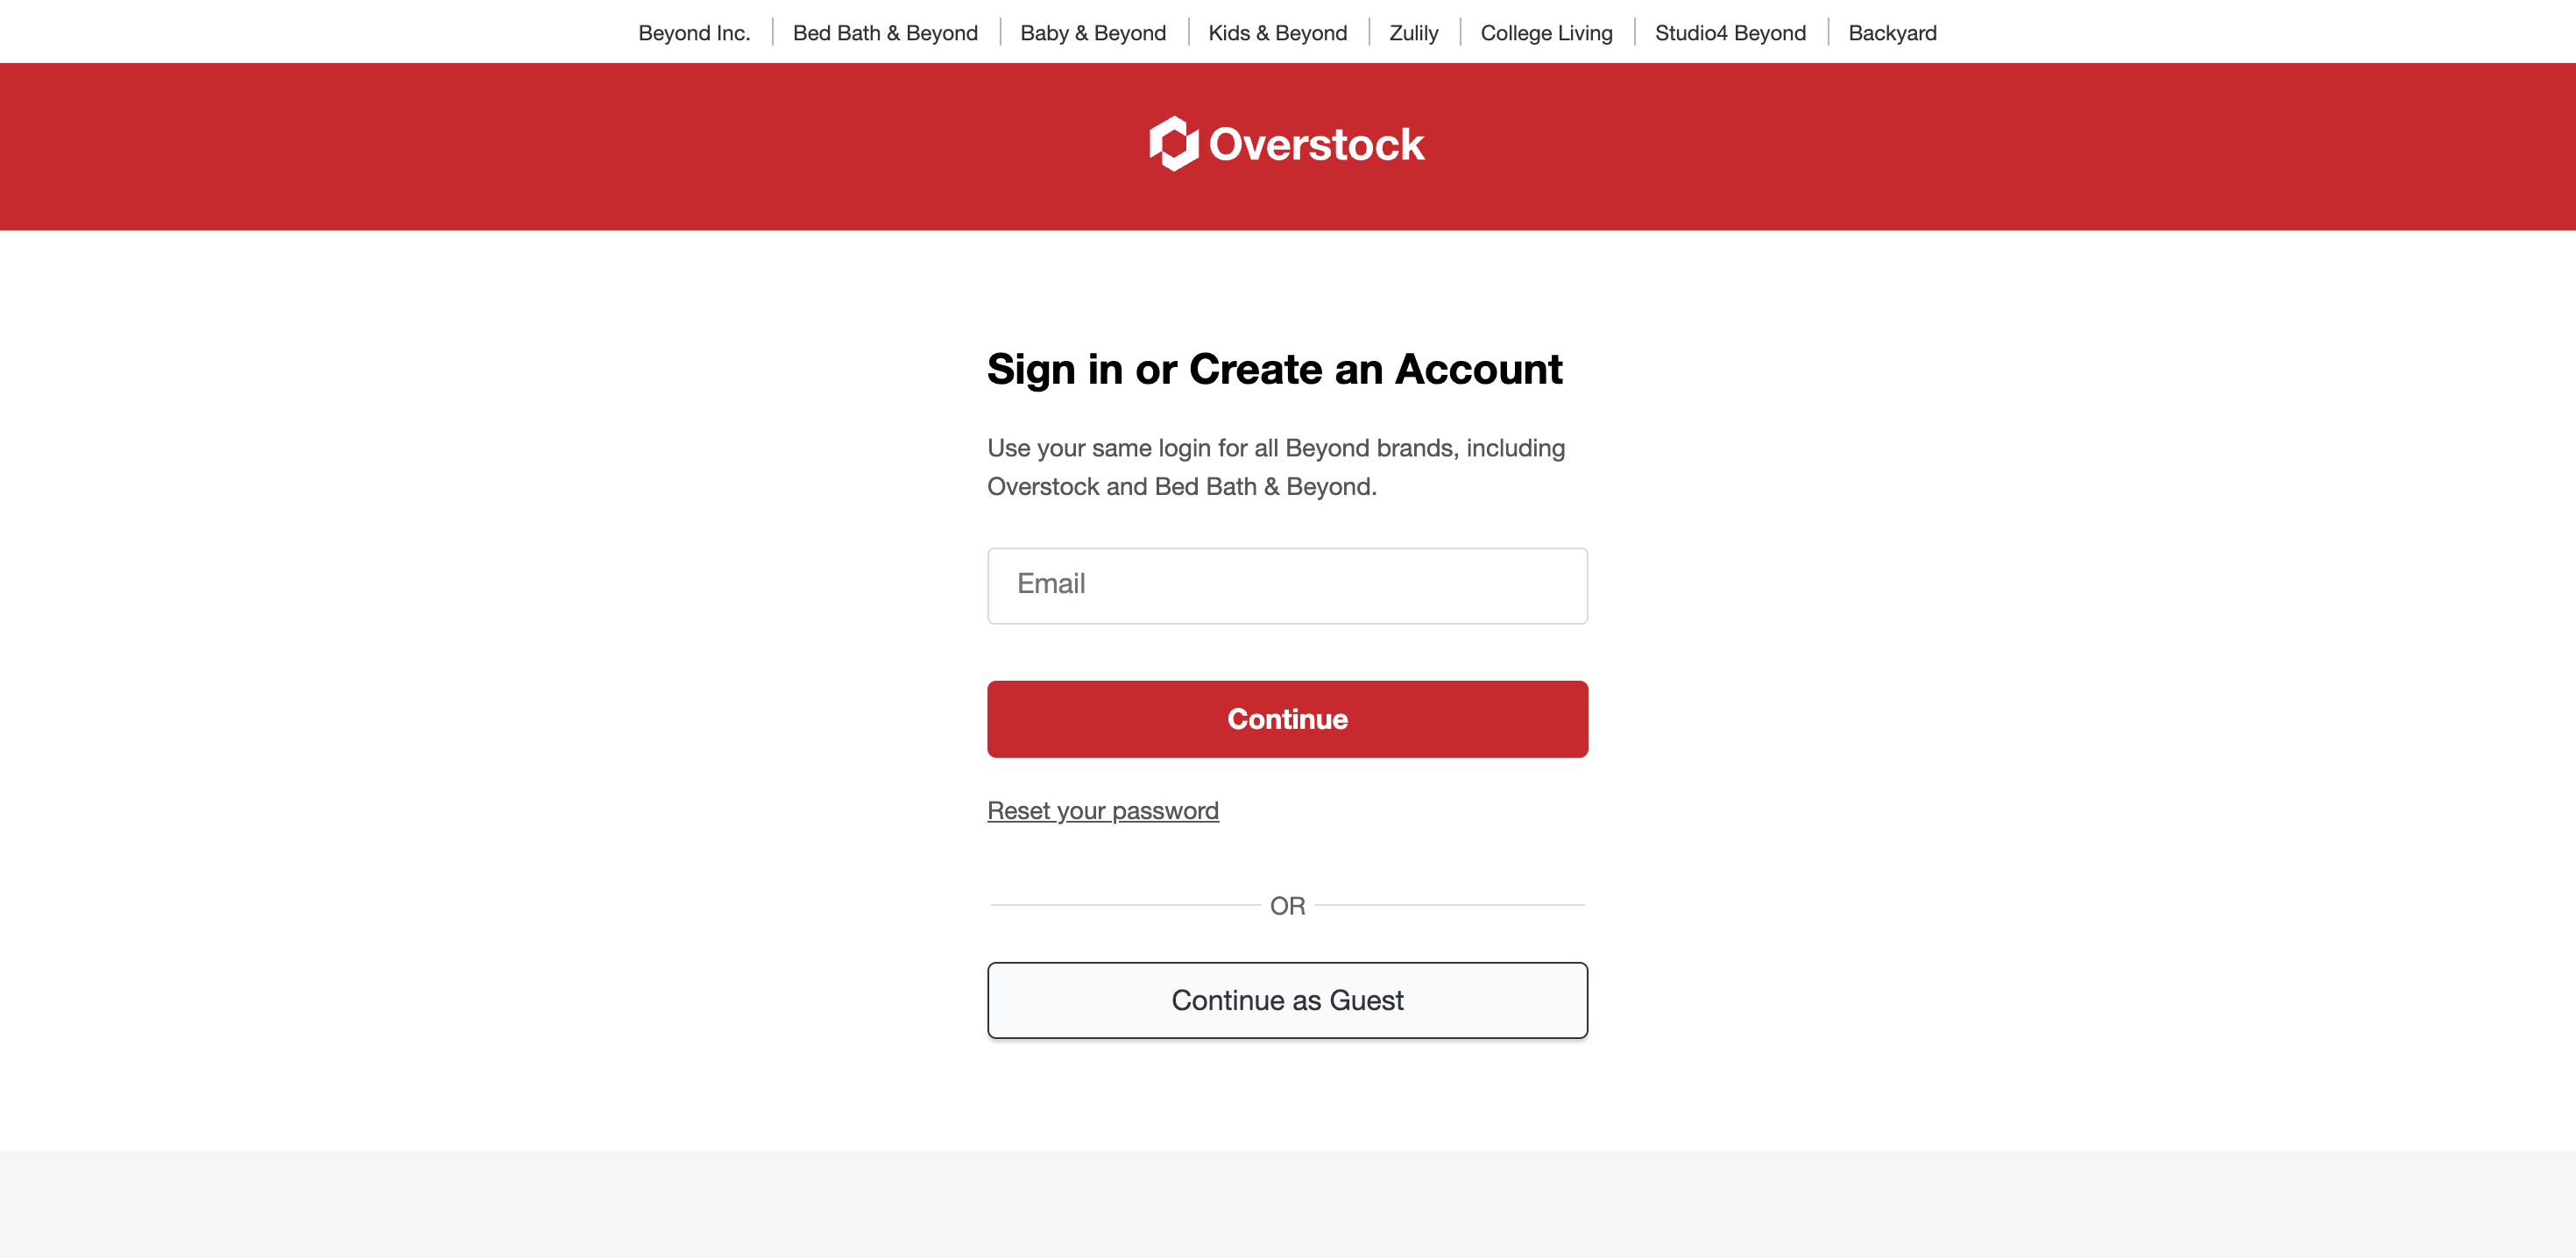 Beyond Inc. Bed Bath & Beyond Baby & Beyond Kids & Beyond Zulily College Living Studio4 Beyond Backyard
Overstock
Sign in or Create an Account
Use your same login for all Beyond brands, including
Overstock and Bed Bath & Beyond.
Email
Continue
Reset your password
OR
Continue as Guest